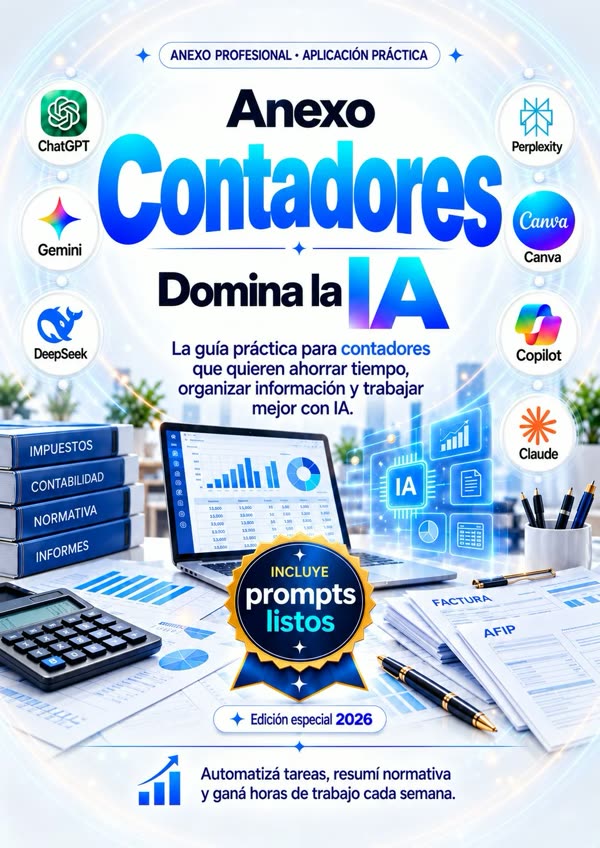 ANEXO PROFESIONAL · APLICACIÓN PRÁCTICA
Anexo
Contadores
Domina la IA
La guía práctica para contadores
que quieren ahorrar tiempo,
organizar información y trabajar
mejor con IA.
ChatGPT
Gemini
DeepSeek
Perplexity
Canva
Canva
Copilot
Claude
IMPUESTOS
CONTABILIDAD
NORMATIVA
INFORMES
IA
INCLUYE
prompts
listos
FACTURA
AFIP
Edición especial 2026
Automatizá tareas, resumí normativa
y ganá horas de trabajo cada semana.